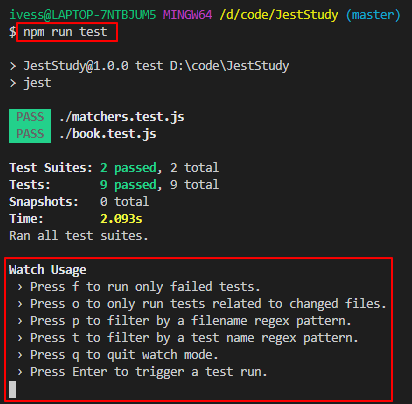 ivess@LAPTOP-7NTBJUM5 MINGW64 /d/code/JestStudy (master)
$ npm run test
> JestStudy@1.0.0 test D:\code\JestStudy
> jest
PASS ./matchers.test.js
PASS ./book.test.js
Test Suites: 2 passed, 2 total
Tests: 9 passed, 9 total
Snapshots: 0 total
Time: 2.093s
Ran all test suites.
Watch Usage
› Press f to run only failed tests.
› Press o to only run tests related to changed files.
› Press p to filter by a filename regex pattern.
› Press t to filter by a test name regex pattern.
› Press q to quit watch mode.
› Press Enter to trigger a test run.